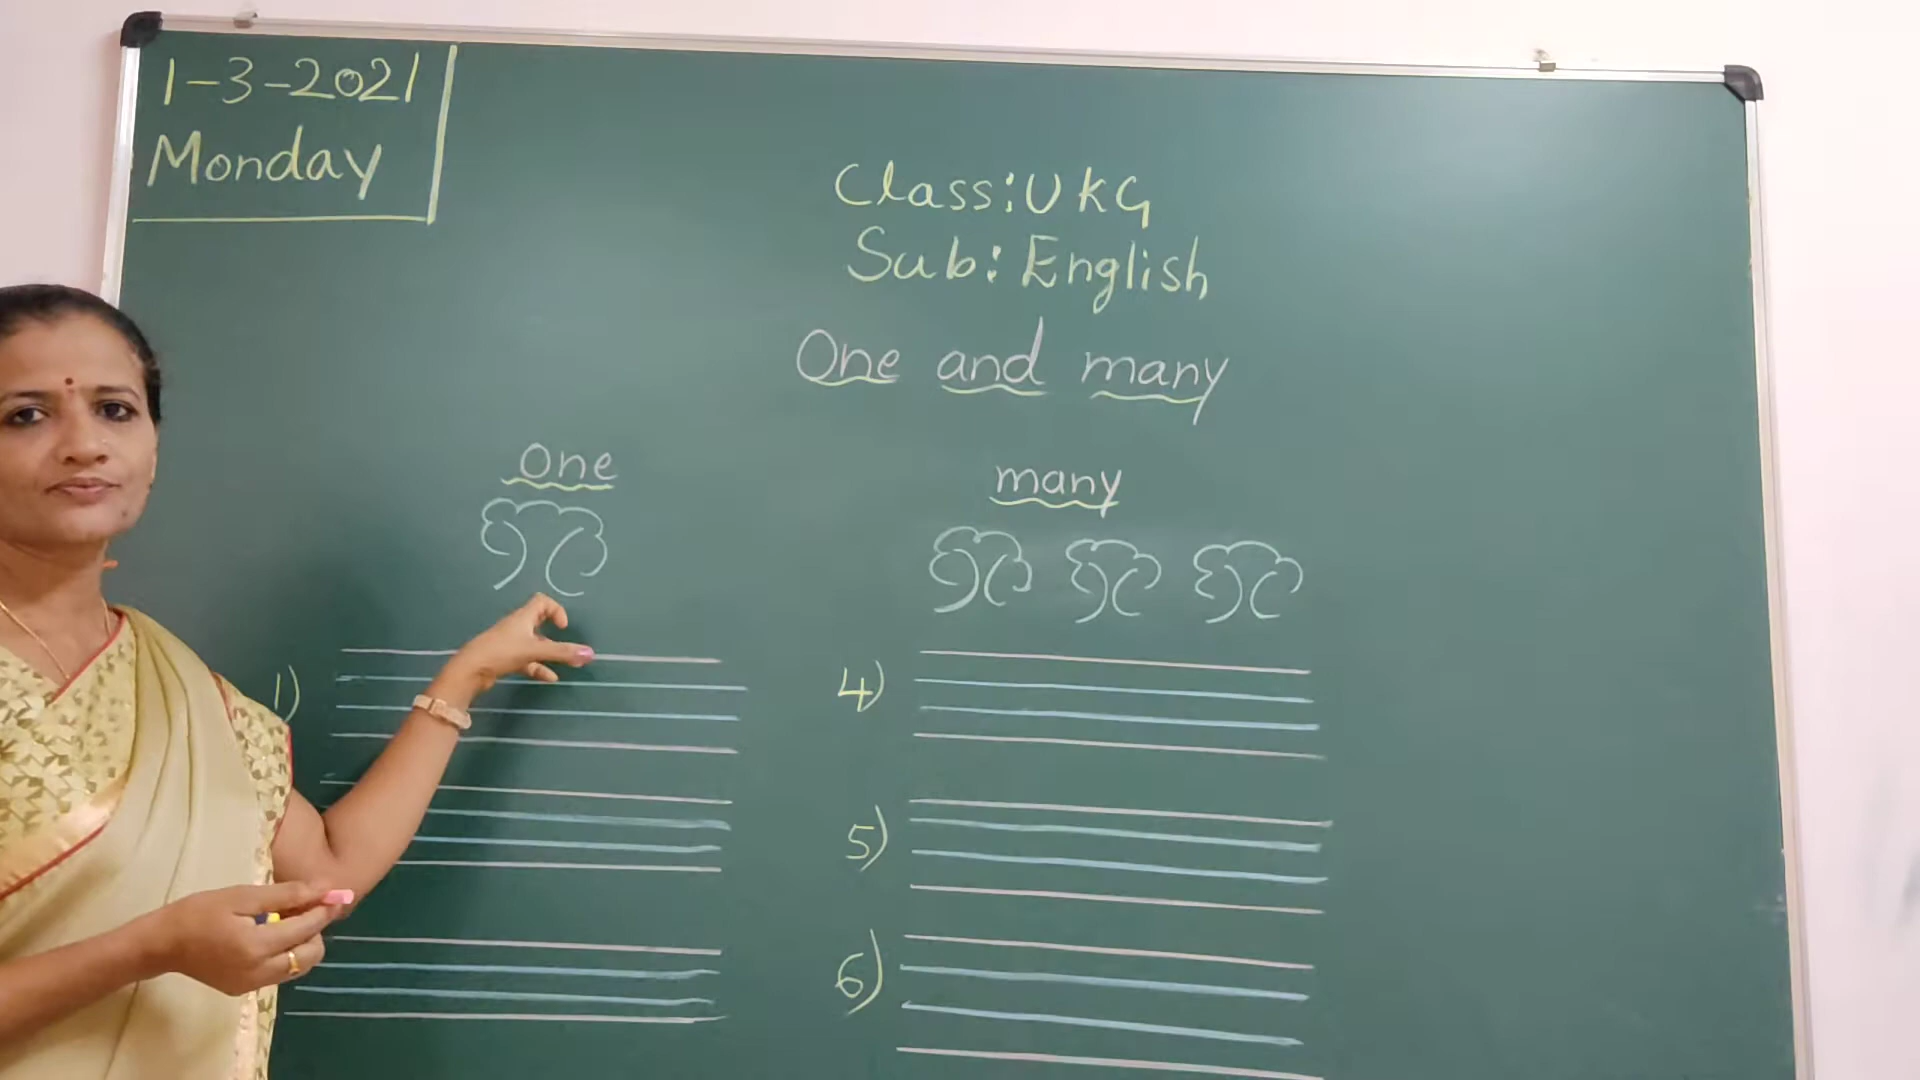 1-3-2021
Monday
Class: UKG
Sub: English
One and many
one
many
1)
4)
5)
6)